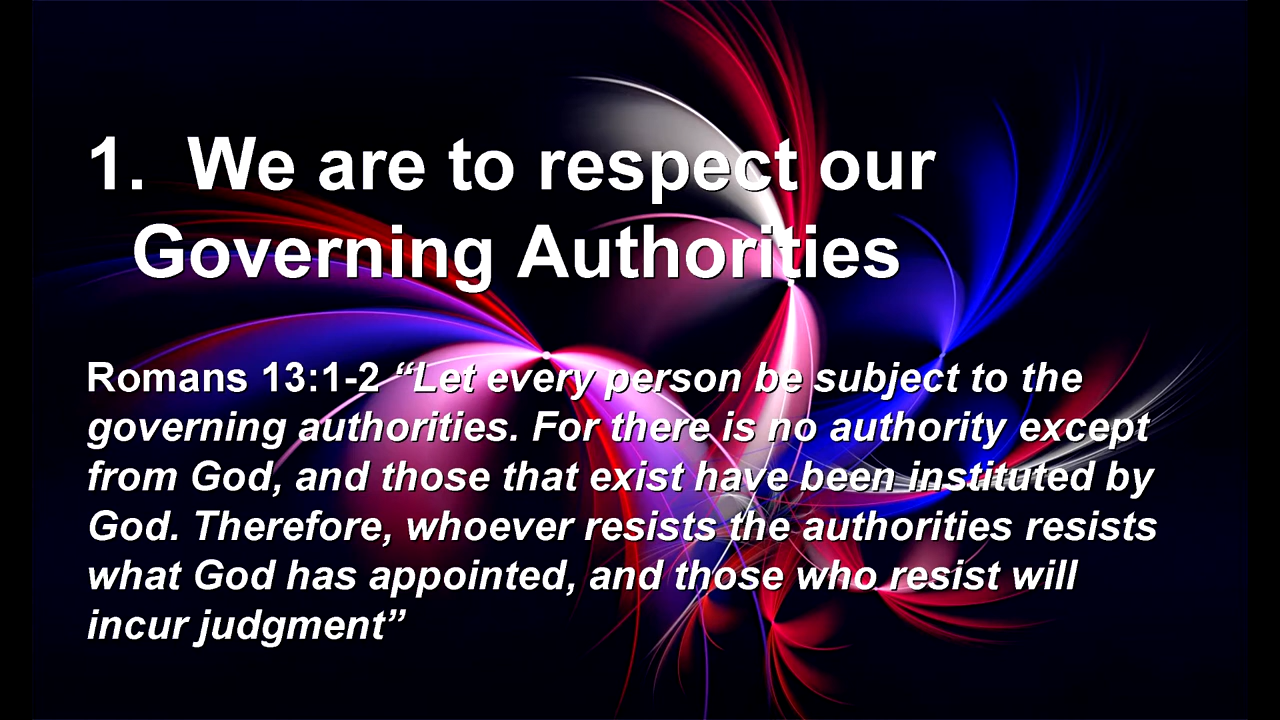 1. We are to respect our
Governing Authorities
Romans 13:1-2 “Let every person be subject to the
governing authorities. For there is no authority except
from God, and those that exist have been instituted by
God. Therefore, whoever resists the authorities resists
what God has appointed, and those who resist will
incur judgment”